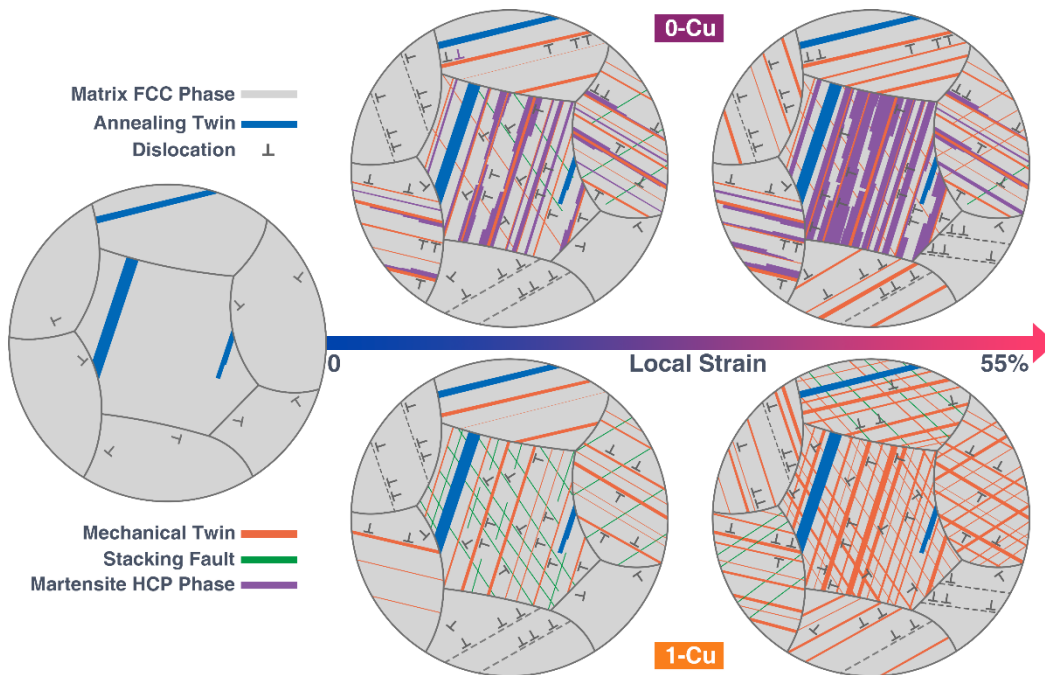 0-Cu
Matrix FCC Phase
Annealing Twin
Dislocation
0
Local Strain
55%
Mechanical Twin
Stacking Fault
Martensite HCP Phase
1-Cu